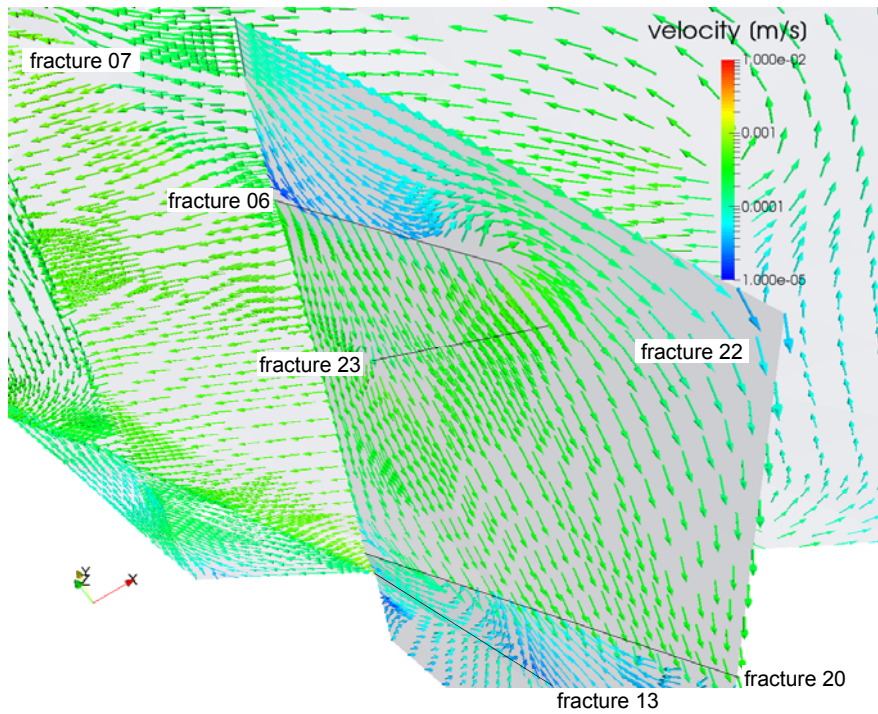 velocity (m/s)
fracture 07
1.000e-02
0.001
fracture 06
0.0001
1.000e-05
fracture 23
fracture 22
Y
Z
X
fracture 20
fracture 13